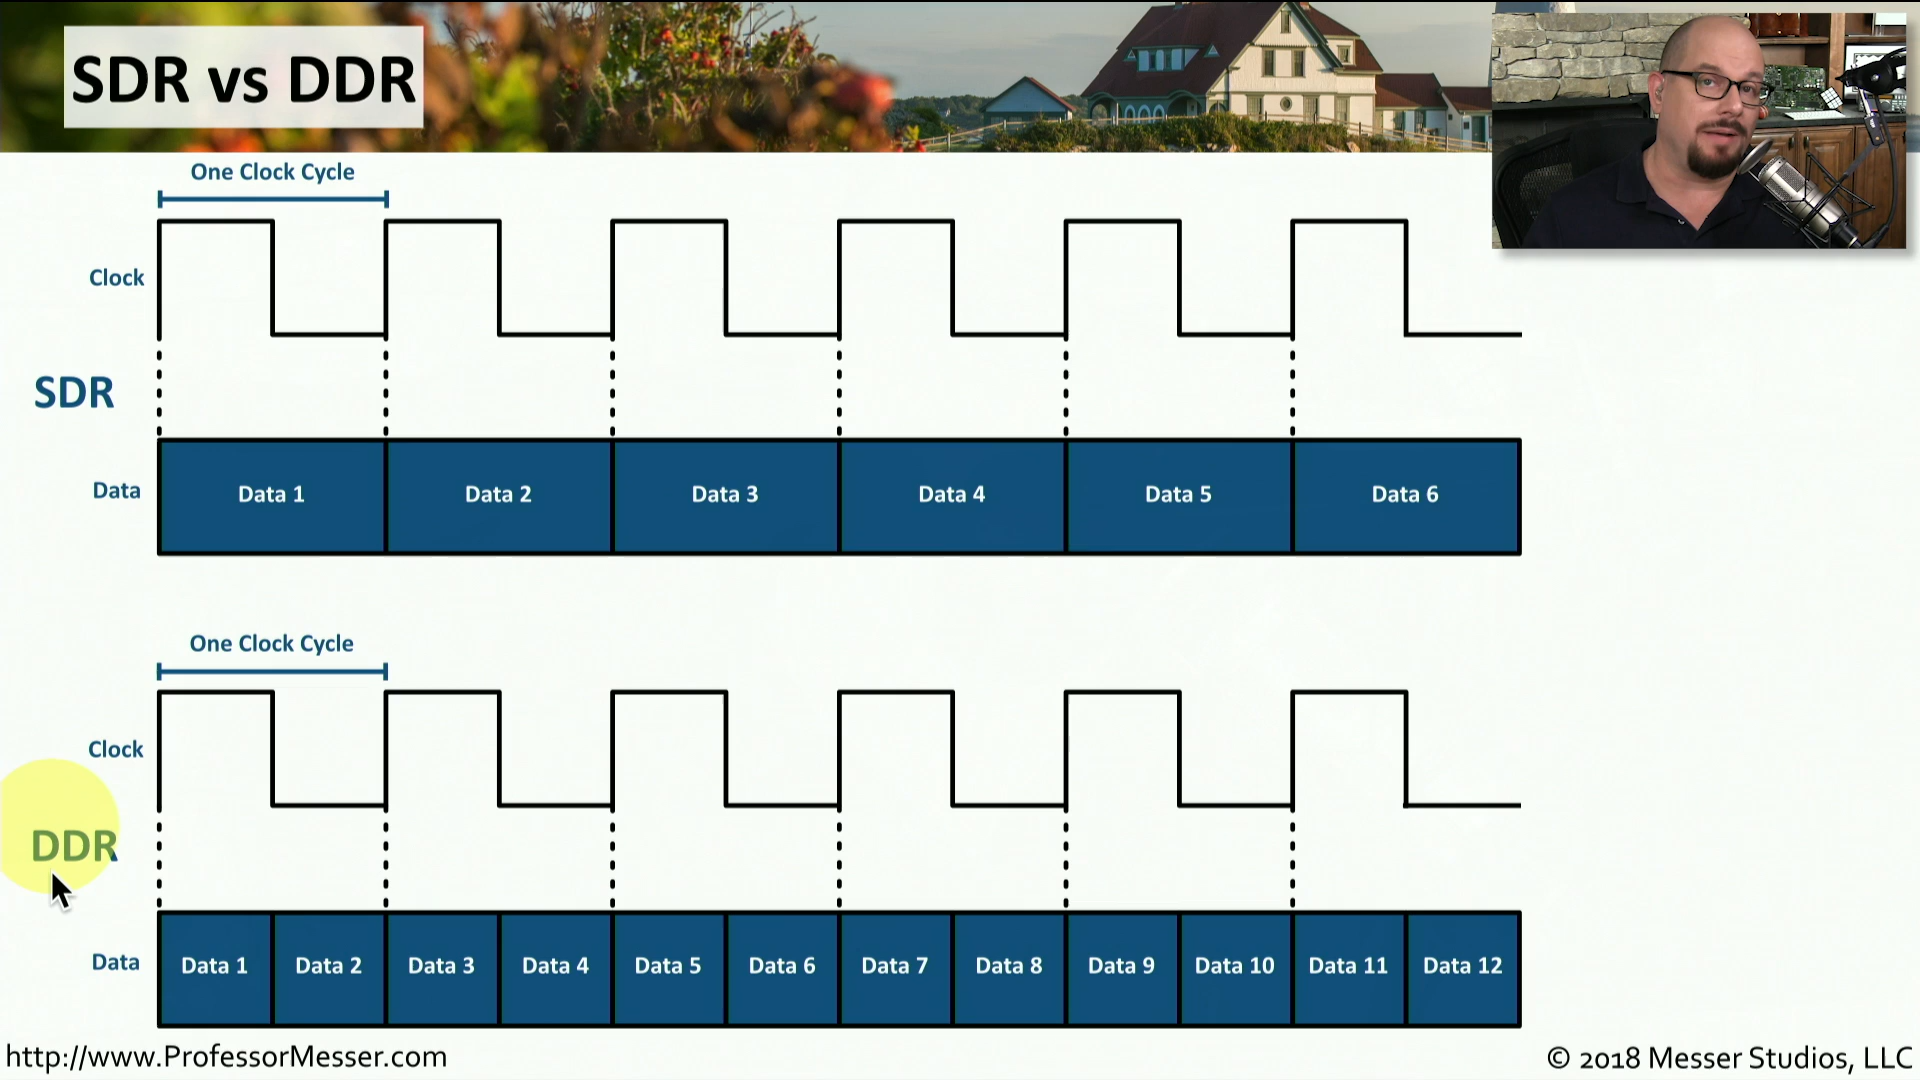 SDR vs DDR
One Clock Cycle
Clock
SDR
Data
Data 1 Data 2 Data 3 Data 4 Data 5 Data 6
One Clock Cycle
Clock
DDR
Data
Data 1 Data 2 Data 3 Data 4 Data 5 Data 6 Data 7 Data 8 Data 9 Data 10 Data 11 Data 12
http://www.ProfessorMesser.com
© 2018 Messer Studios, LLC